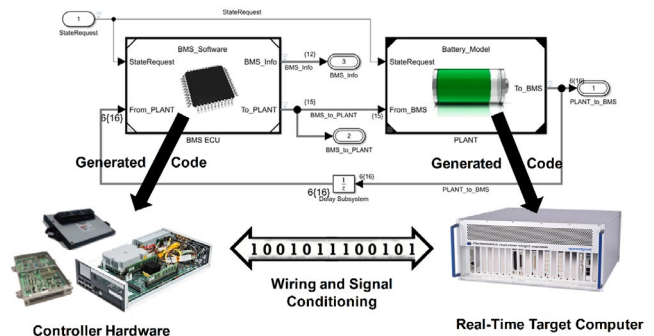 1
StateRequest
StateRequest
BMS_Software
StateRequest
BMS_Info
{12}
BMS_Info
3
BMS_Info
From_PLANT
6{16}
To_PLANT
{15}
BMS_to_PLANT
{15}
2
BMS_to_PLANT
BMS ECU
Battery_Model
StateRequest
From_BMS
To_BMS
6{16}
1
PLANT_to_BMS
PLANT
Generated Code
Generated Code
6{16}
1
z
6{16}
Delay Subsystem
PLANT_to_BMS
1001011100101
Wiring and Signal
Conditioning
Controller Hardware
Real-Time Target Computer